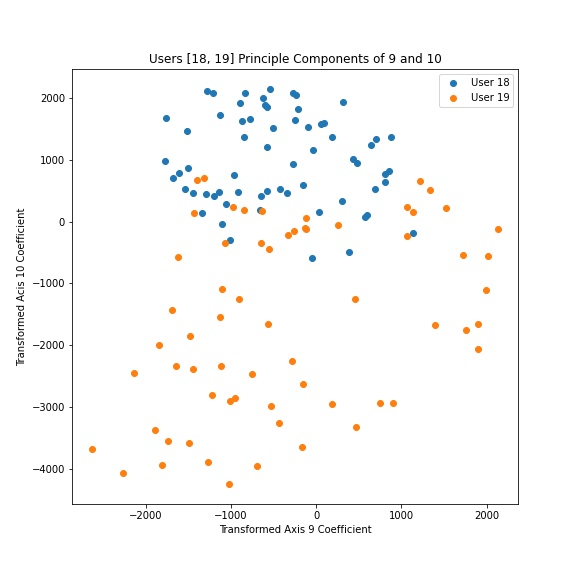 Users [18, 19] Principle Components of 9 and 10
User 18
User 19
Transformed Acis 10 Coefficient
2000
1000
0
−1000
−2000
−3000
−4000
−2000 −1000 0 1000 2000
Transformed Axis 9 Coefficient